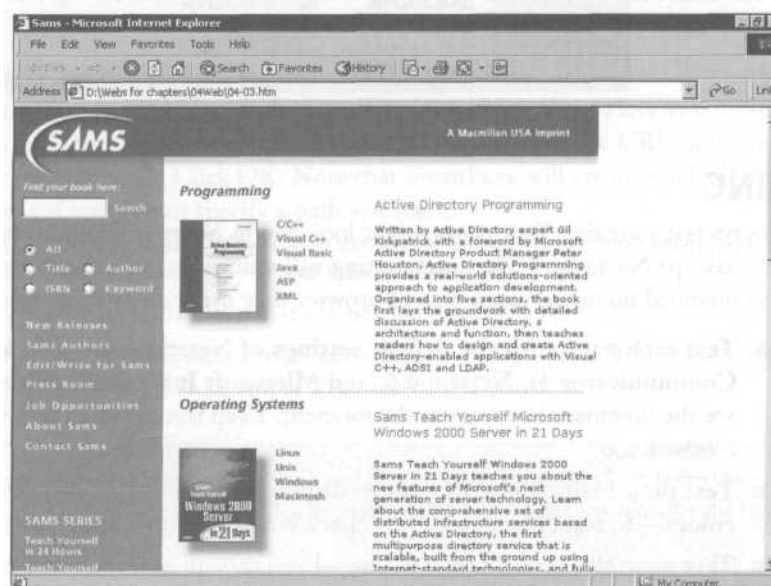 Sams - Microsoft Internet Explorer
File Edit View Favorites Tools Help
Search Favorites History
Address D:\Webs for chapters\04Web\04-03.htm Go
SAMS
A Macmillan USA Imprint
Find your book here:
Search
All
Title Author
ISBN Keyword
New Releases
Sams Authors
Edit/Write for Sams
Press Room
Job Opportunities
About Sams
Contact Sams
SAMS SERIES
Teach Yourself
in 24 Hours
Teach Yourself
Programming
Active Directory
Programming
C/C++
Visual C++
Visual Basic
Java
ASP
XML
Active Directory Programming
Written by Active Directory expert Gil
Kirkpatrick with a foreword by Microsoft
Active Directory Product Manager Peter
Houston, Active Directory Programming
provides a real-world solutions-oriented
approach to application development.
Organized into five sections, the book
first lays the groundwork with detailed
discussion of Active Directory, s
architecture and function, then teaches
readers how to design and create Active
Directory-enabled applications with Visual
C++, ADSI and LDAP.
Operating Systems
Windows 2000
Server
in 21 Days
Linux
Unix
Windows
Macintosh
Sams Teach Yourself Microsoft
Windows 2000 Server in 21 Days
Sams Teach Yourself Windows 2000
Server in 21 Days teaches you about the
new features of Microsoft's next
generation of server technology. Learn
about the comprehensive set of
distributed infrastructure services based
on the Active Directory, the first
multipurpose directory service that is
scalable, built from the ground up using
Internet-standard technologies, and fully
My Computer